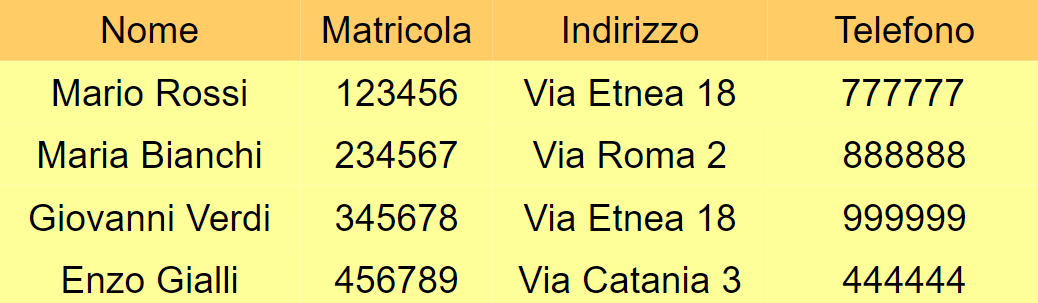 Nome Matricola Indirizzo Telefono
Mario Rossi 123456 Via Etnea 18 777777
Maria Bianchi 234567 Via Roma 2 888888
Giovanni Verdi 345678 Via Etnea 18 999999
Enzo Gialli 456789 Via Catania 3 444444